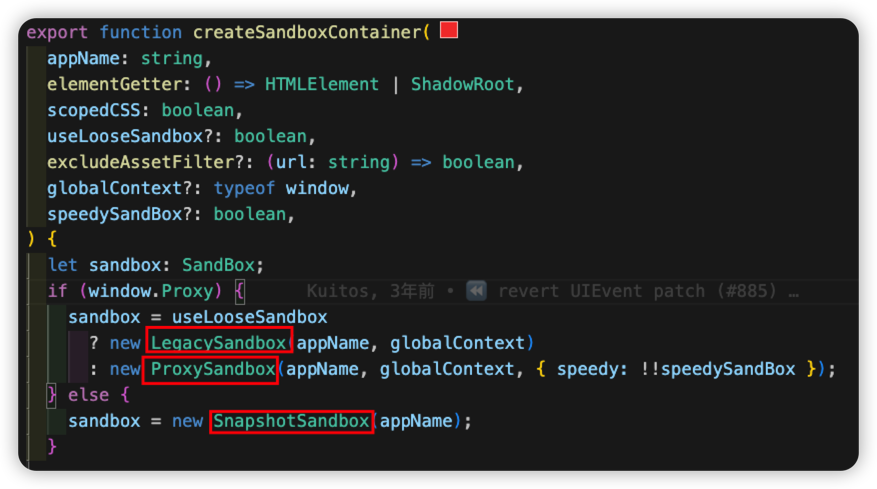 export function createSandboxContainer(
appName: string,
elementGetter: () => HTMLElement | ShadowRoot,
scopedCSS: boolean,
useLooseSandbox?: boolean,
excludeAssetFilter?: (url: string) => boolean,
globalContext?: typeof window,
speedySandBox?: boolean,
) {
let sandbox: SandBox;
if (window.Proxy) { Kuitos, 3年前 • ⏪ revert UIEvent patch (#885) …
sandbox = useLooseSandbox
? new LegacySandbox(appName, globalContext)
: new ProxySandbox(appName, globalContext, { speedy: !!speedySandBox });
} else {
sandbox = new SnapshotSandbox(appName);
}